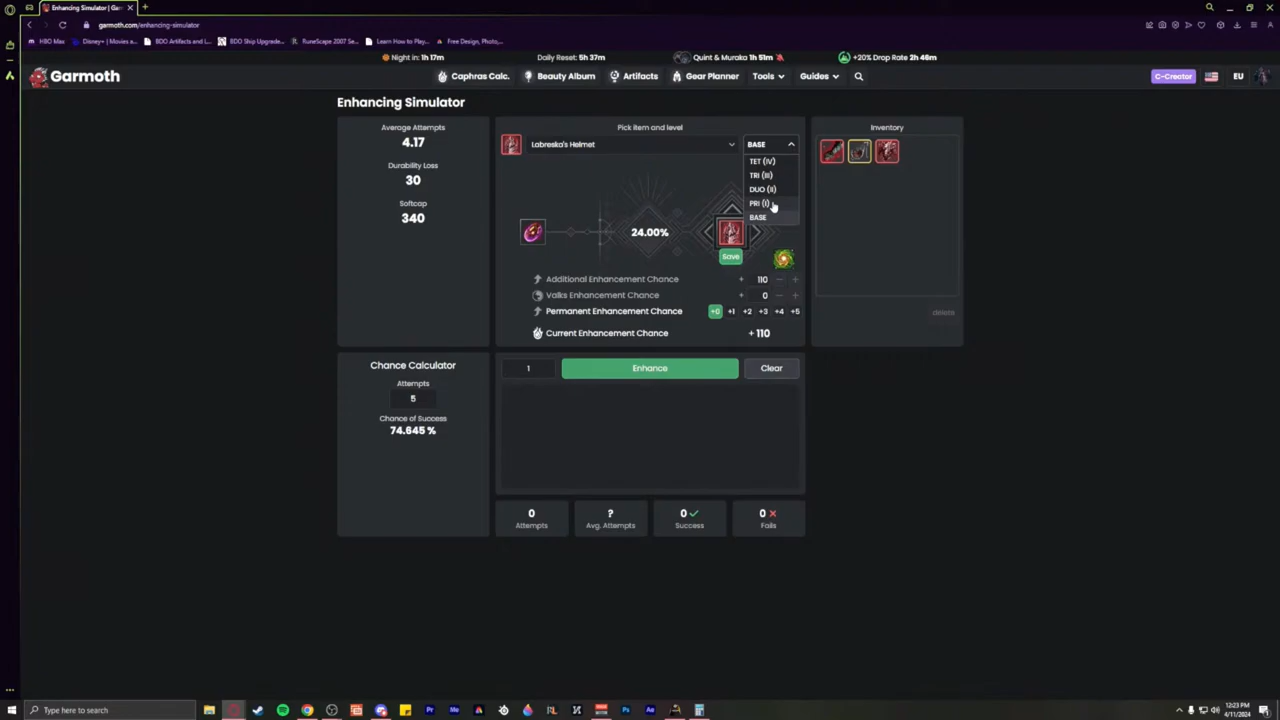 Enhancing Simulator | Gar
garmoth.com/enhancing-simulator
HBO Max
Disney+ | Movies a...
BDO Artifacts and L...
BDO Ship Upgrade...
RuneScape 2007 Se...
Learn How to Play...
Free Design, Photo,...
Night in: 1h 17m
Daily Reset: 5h 37m
Quint & Muraka 1h 51m
+20% Drop Rate 2h 46m
Garmoth
Caphras Calc.
Beauty Album
Artifacts
Gear Planner
Tools
Guides
C-Creator
EU
Enhancing Simulator
Average Attempts
4.17
Durability Loss
30
Softcap
340
Pick item and level
Labreska's Helmet
BASE
TET (IV)
TRI (III)
DUO (II)
PRI (I)
BASE
24.00%
Save
Additional Enhancement Chance
+ 110 − +
Valks Enhancement Chance
+ 0 − +
Permanent Enhancement Chance
+0 +1 +2 +3 +4 +5
Current Enhancement Chance
+ 110
Inventory
delete
Chance Calculator
Attempts
5
Chance of Success
74.645 %
1
Enhance
Clear
0
Attempts
?
Avg. Attempts
0
Success
0
Fails
Type here to search
12:23 PM
4/11/2024